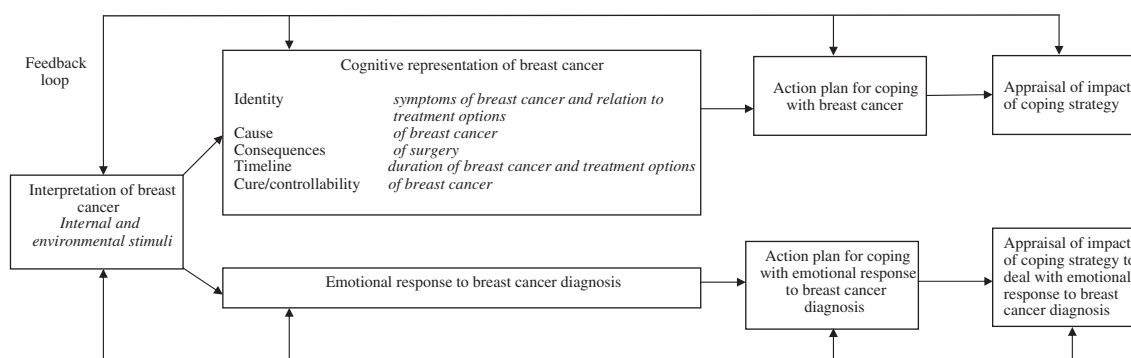 Feedback
loop
Cognitive representation of breast cancer
Identity symptoms of breast cancer and relation to
treatment options
Cause of breast cancer
Consequences of surgery
Timeline duration of breast cancer and treatment options
Cure/controllability of breast cancer
Action plan for coping
with breast cancer
Appraisal of impact
of coping strategy
Interpretation of breast
cancer
Internal and
environmental stimuli
Emotional response to breast cancer diagnosis
Action plan for coping
with emotional response
to breast cancer
diagnosis
Appraisal of impact
of coping strategy to
deal with emotional
response to breast
cancer diagnosis